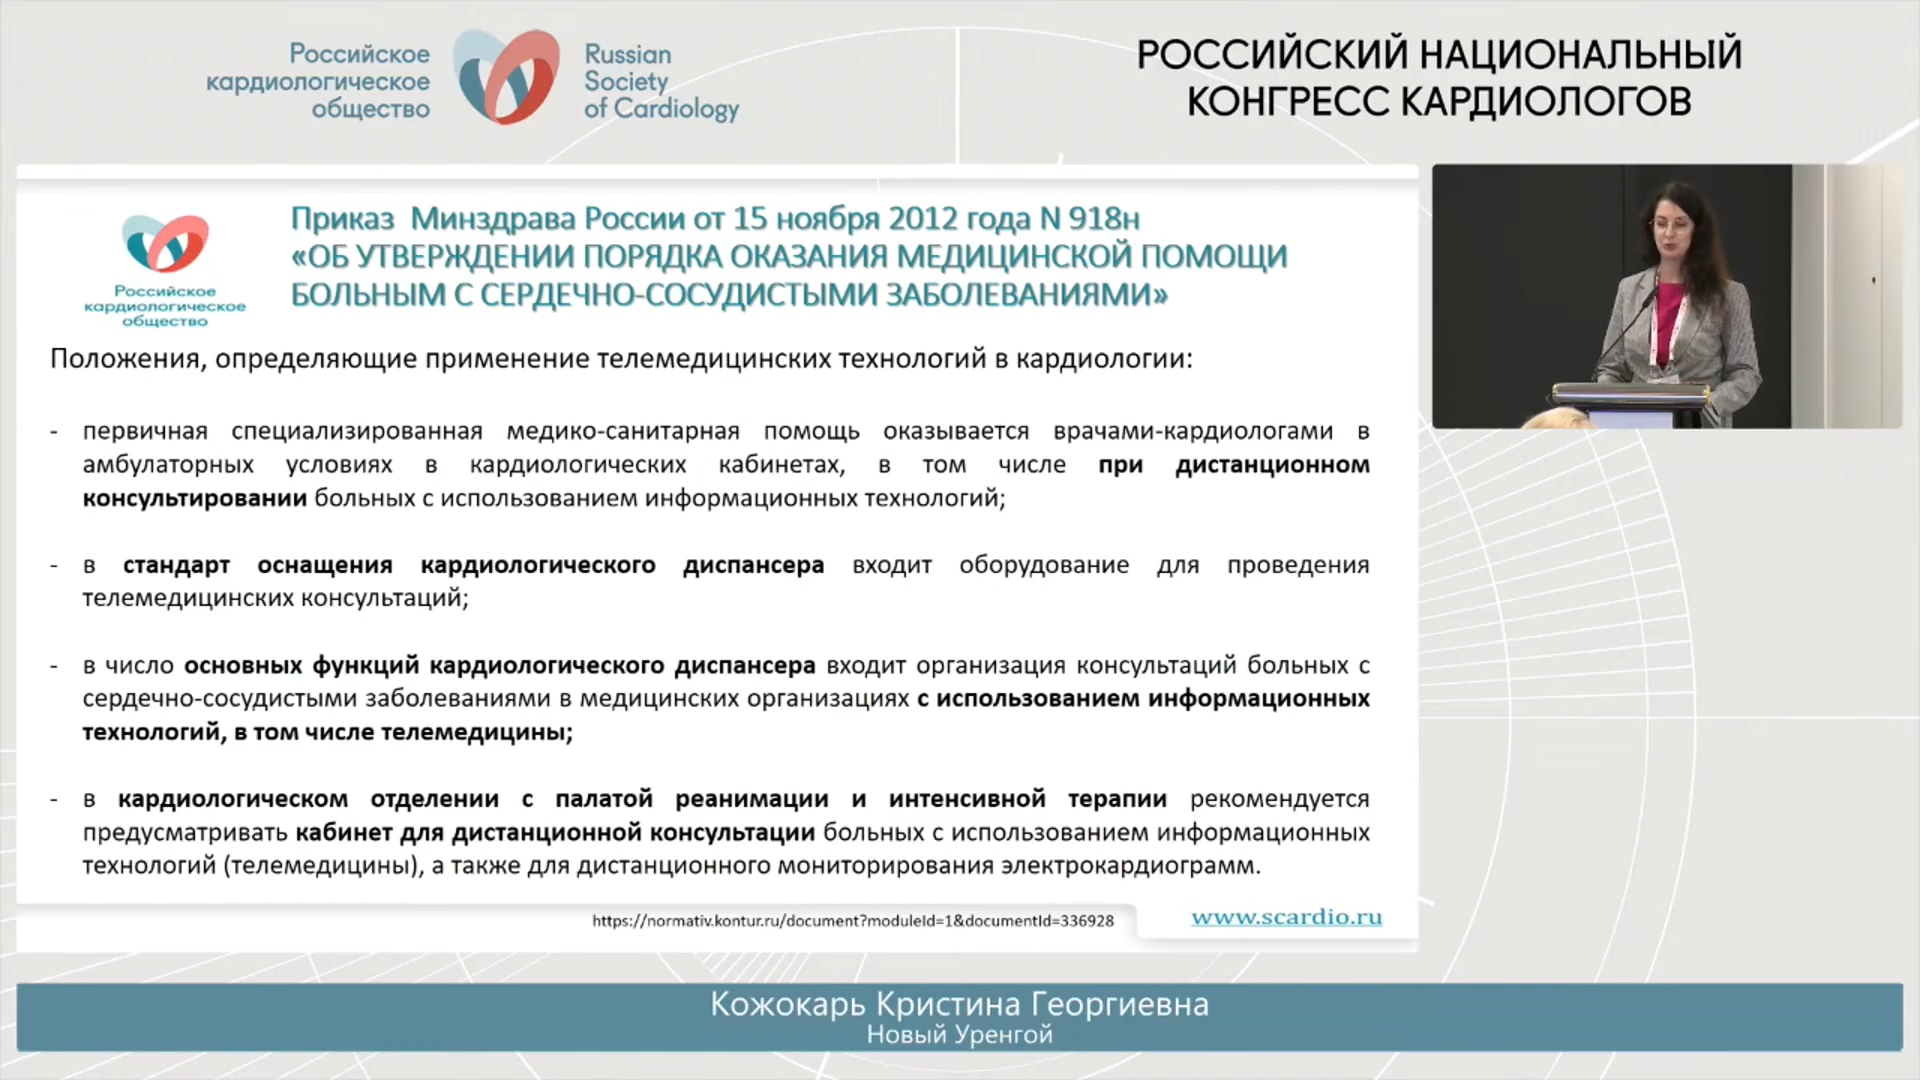 Российское
кардиологическое
общество
Russian
Society
of Cardiology
РОССИЙСКИЙ НАЦИОНАЛЬНЫЙ
КОНГРЕСС КАРДИОЛОГОВ
Российское
кардиологическое
общество
Приказ Минздрава России от 15 ноября 2012 года N 918н
«ОБ УТВЕРЖДЕНИИ ПОРЯДКА ОКАЗАНИЯ МЕДИЦИНСКОЙ ПОМОЩИ
БОЛЬНЫМ С СЕРДЕЧНО-СОСУДИСТЫМИ ЗАБОЛЕВАНИЯМИ»
Положения, определяющие применение телемедицинских технологий в кардиологии:
- первичная специализированная медико-санитарная помощь оказывается врачами-кардиологами в
амбулаторных условиях в кардиологических кабинетах, в том числе при дистанционном
консультировании больных с использованием информационных технологий;
- в стандарт оснащения кардиологического диспансера входит оборудование для проведения
телемедицинских консультаций;
- в число основных функций кардиологического диспансера входит организация консультаций больных с
сердечно-сосудистыми заболеваниями в медицинских организациях с использованием информационных
технологий, в том числе телемедицины;
- в кардиологическом отделении с палатой реанимации и интенсивной терапии рекомендуется
предусматривать кабинет для дистанционной консультации больных с использованием информационных
технологий (телемедицины), а также для дистанционного мониторирования электрокардиограмм.
https://normativ.kontur.ru/document?moduleId=1&documentId=336928
www.scardio.ru
Кожокарь Кристина Георгиевна
Новый Уренгой